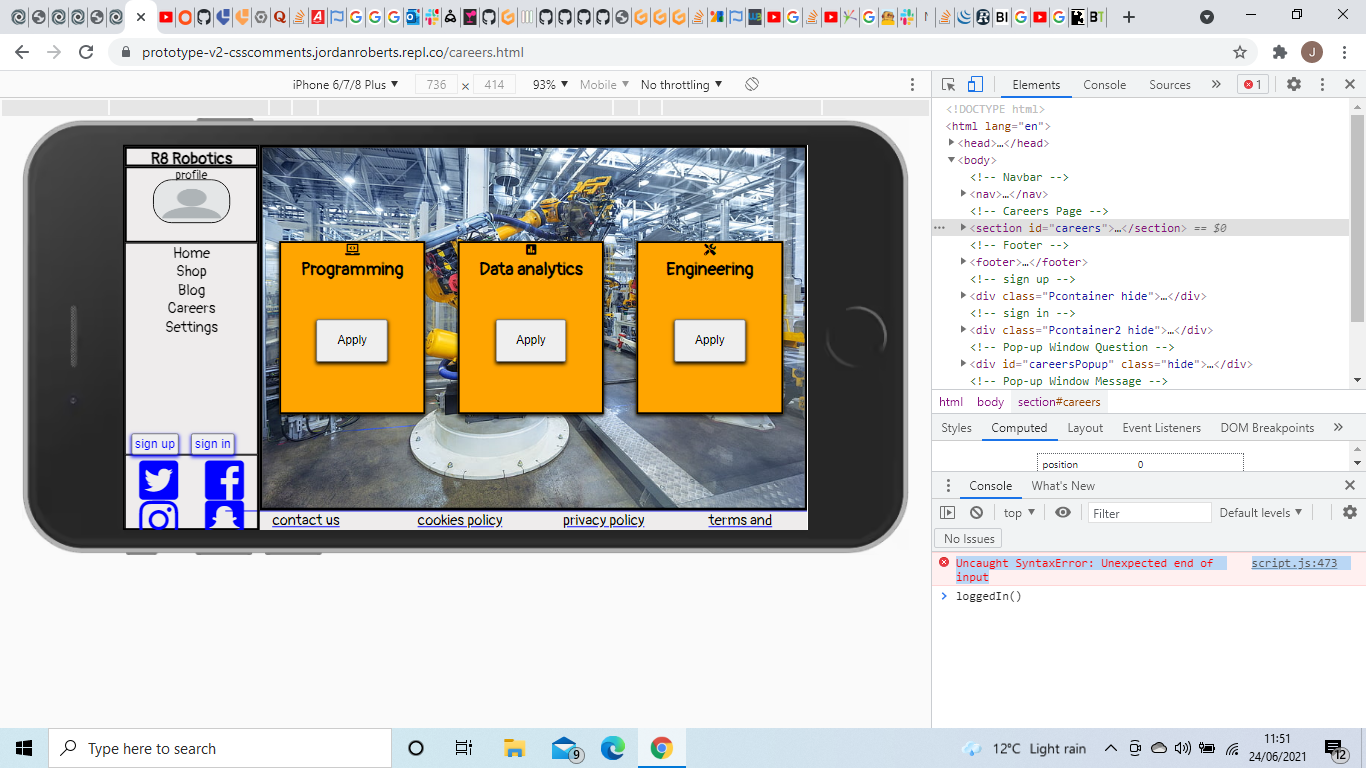 prototype-v2-csscomments.jordanroberts.repl.co/careers.html
J
iPhone 6/7/8 Plus ▼ 736 x 414 93% ▼ Mobile ▼ No throttling ▼
R8 Robotics
profile
Home
Shop
Blog
Careers
Settings
sign up sign in
Programming
Apply
Data analytics
Apply
Engineering
Apply
contact us cookies policy privacy policy terms and
Elements Console Sources » 1
<!DOCTYPE html>
<html lang="en">
<head>…</head>
<body>
<!-- Navbar -->
<nav>…</nav>
<!-- Careers Page -->
<section id="careers">…</section> == $0
<!-- Footer -->
<footer>…</footer>
<!-- sign up -->
<div class="Pcontainer hide">…</div>
<!-- sign in -->
<div class="Pcontainer2 hide">…</div>
<!-- Pop-up Window Question -->
<div id="careersPopup" class="hide">…</div>
<!-- Pop-up Window Message -->
html body section#careers
Styles Computed Layout Event Listeners DOM Breakpoints »
position 0
Console What's New
top ▼ Filter Default levels ▼
No Issues
Uncaught SyntaxError: Unexpected end of script.js:473
input
loggedIn()
Type here to search
9
12°C Light rain
11:51
24/06/2021
12